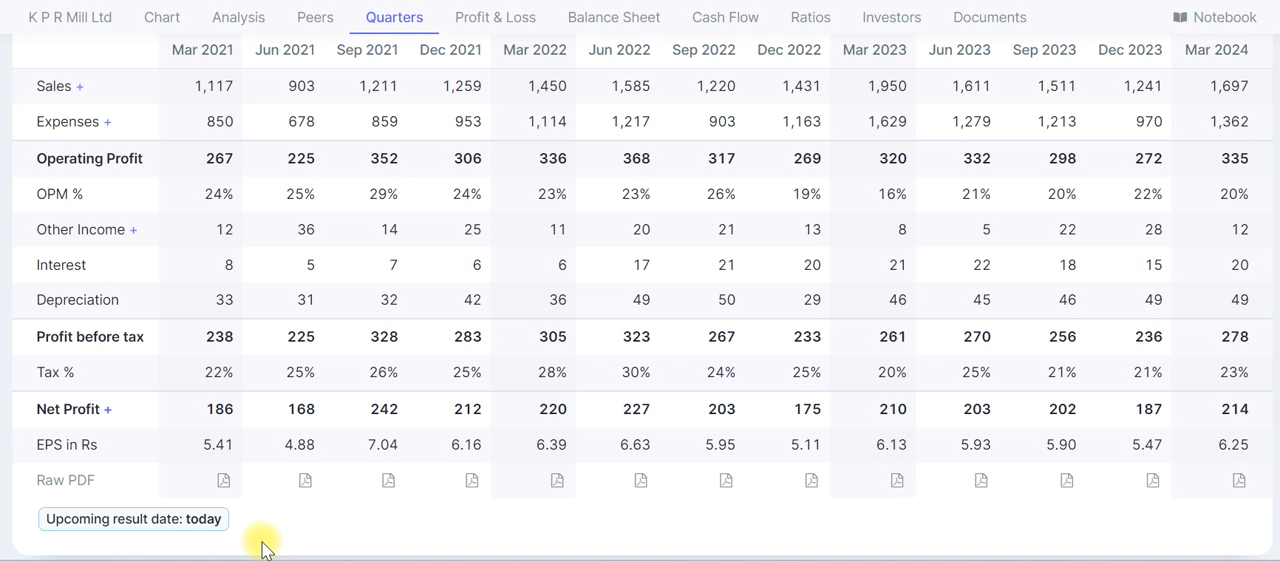 K P R Mill Ltd Chart Analysis Peers Quarters Profit & Loss Balance Sheet Cash Flow Ratios Investors Documents Notebook
Mar 2021 Jun 2021 Sep 2021 Dec 2021 Mar 2022 Jun 2022 Sep 2022 Dec 2022 Mar 2023 Jun 2023 Sep 2023 Dec 2023 Mar 2024
Sales + 1,117 903 1,211 1,259 1,450 1,585 1,220 1,431 1,950 1,611 1,511 1,241 1,697
Expenses + 850 678 859 953 1,114 1,217 903 1,163 1,629 1,279 1,213 970 1,362
Operating Profit 267 225 352 306 336 368 317 269 320 332 298 272 335
OPM % 24% 25% 29% 24% 23% 23% 26% 19% 16% 21% 20% 22% 20%
Other Income + 12 36 14 25 11 20 21 13 8 5 22 28 12
Interest 8 5 7 6 6 17 21 20 21 22 18 15 20
Depreciation 33 31 32 42 36 49 50 29 46 45 46 49 49
Profit before tax 238 225 328 283 305 323 267 233 261 270 256 236 278
Tax % 22% 25% 26% 25% 28% 30% 24% 25% 20% 25% 21% 21% 23%
Net Profit + 186 168 242 212 220 227 203 175 210 203 202 187 214
EPS in Rs 5.41 4.88 7.04 6.16 6.39 6.63 5.95 5.11 6.13 5.93 5.90 5.47 6.25
Raw PDF
Upcoming result date: today